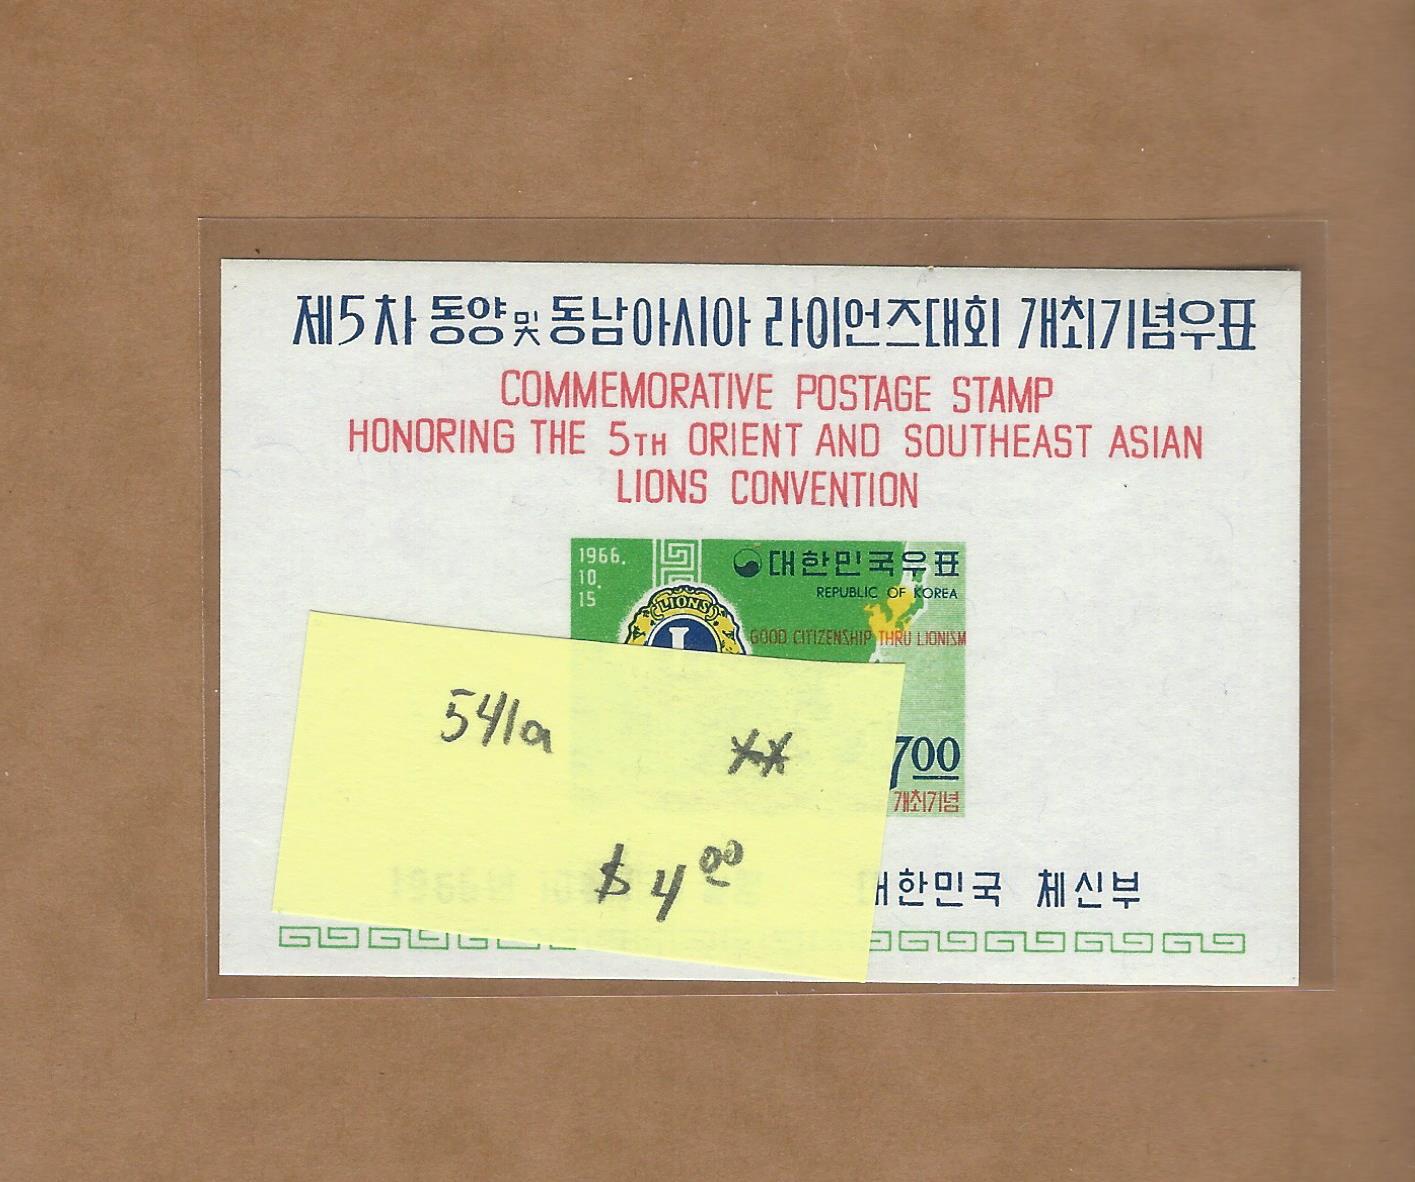 제5차 동양및동남아시아 라이언즈대회 개최기념우표
COMMEMORATIVE POSTAGE STAMP
HONORING THE 5TH ORIENT AND SOUTHEAST ASIAN
LIONS CONVENTION
1966.
10.
15
대한민국우표
REPUBLIC OF KOREA
LIONS
L
GOOD CITIZENSHIP THRU LIONISM
541a **
700
개최기념
$ 4.00
대한민국 체신부